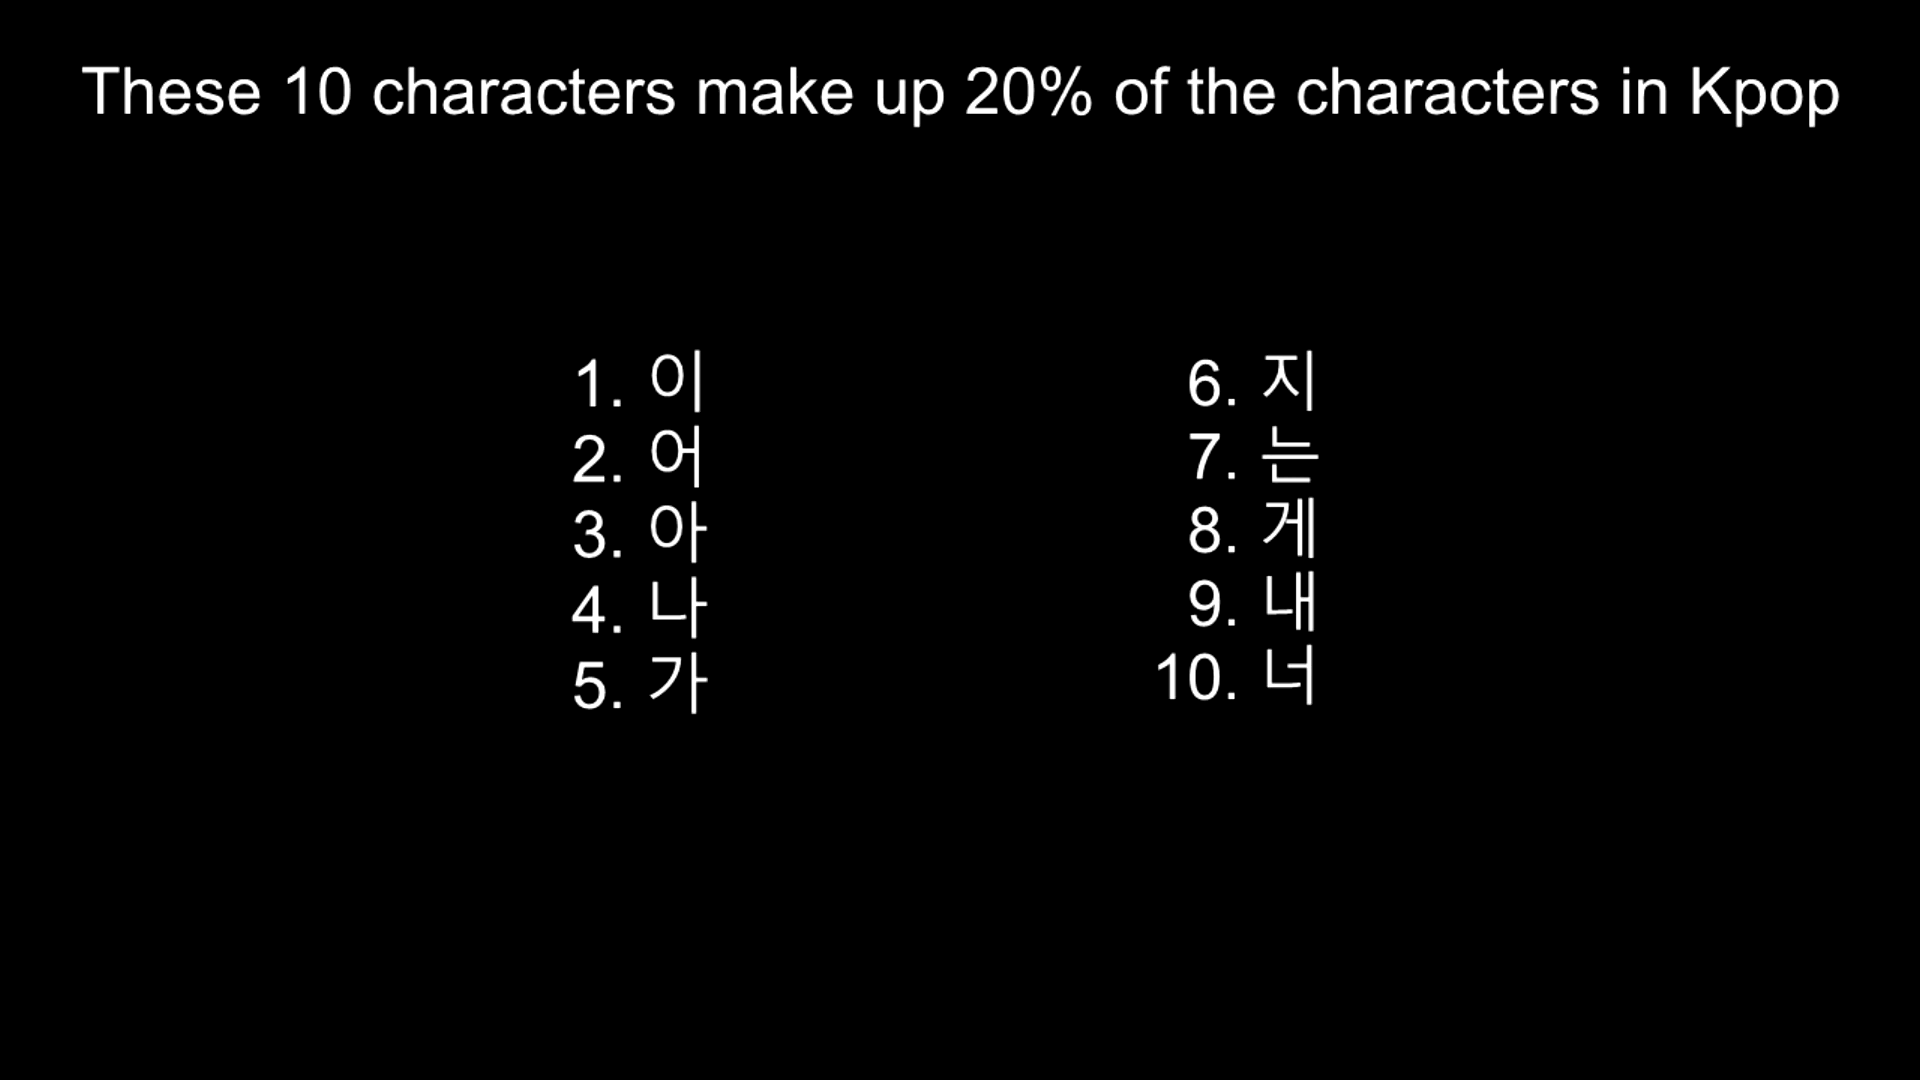 These 10 characters make up 20% of the characters in Kpop
1. 이
2. 어
3. 아
4. 나
5. 가
6. 지
7. 는
8. 게
9. 내
10. 너